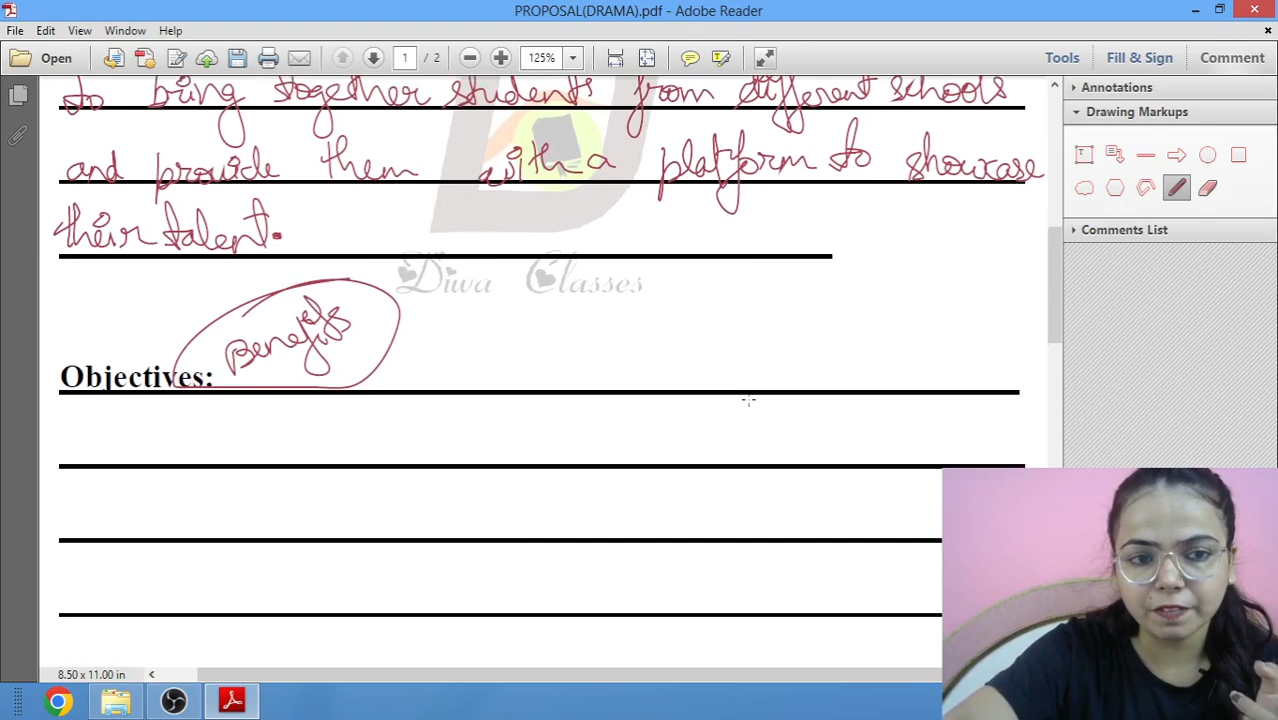 PROPOSAL(DRAMA).pdf - Adobe Reader
File Edit View Window Help
Open 1 / 2 125% Tools Fill & Sign Comment
to bring together students from different schools
and provide them with a platform to showcase
their talent.
Diva Classes
Benefits
Objectives:
8.50 x 11.00 in
Annotations
Drawing Markups
Comments List